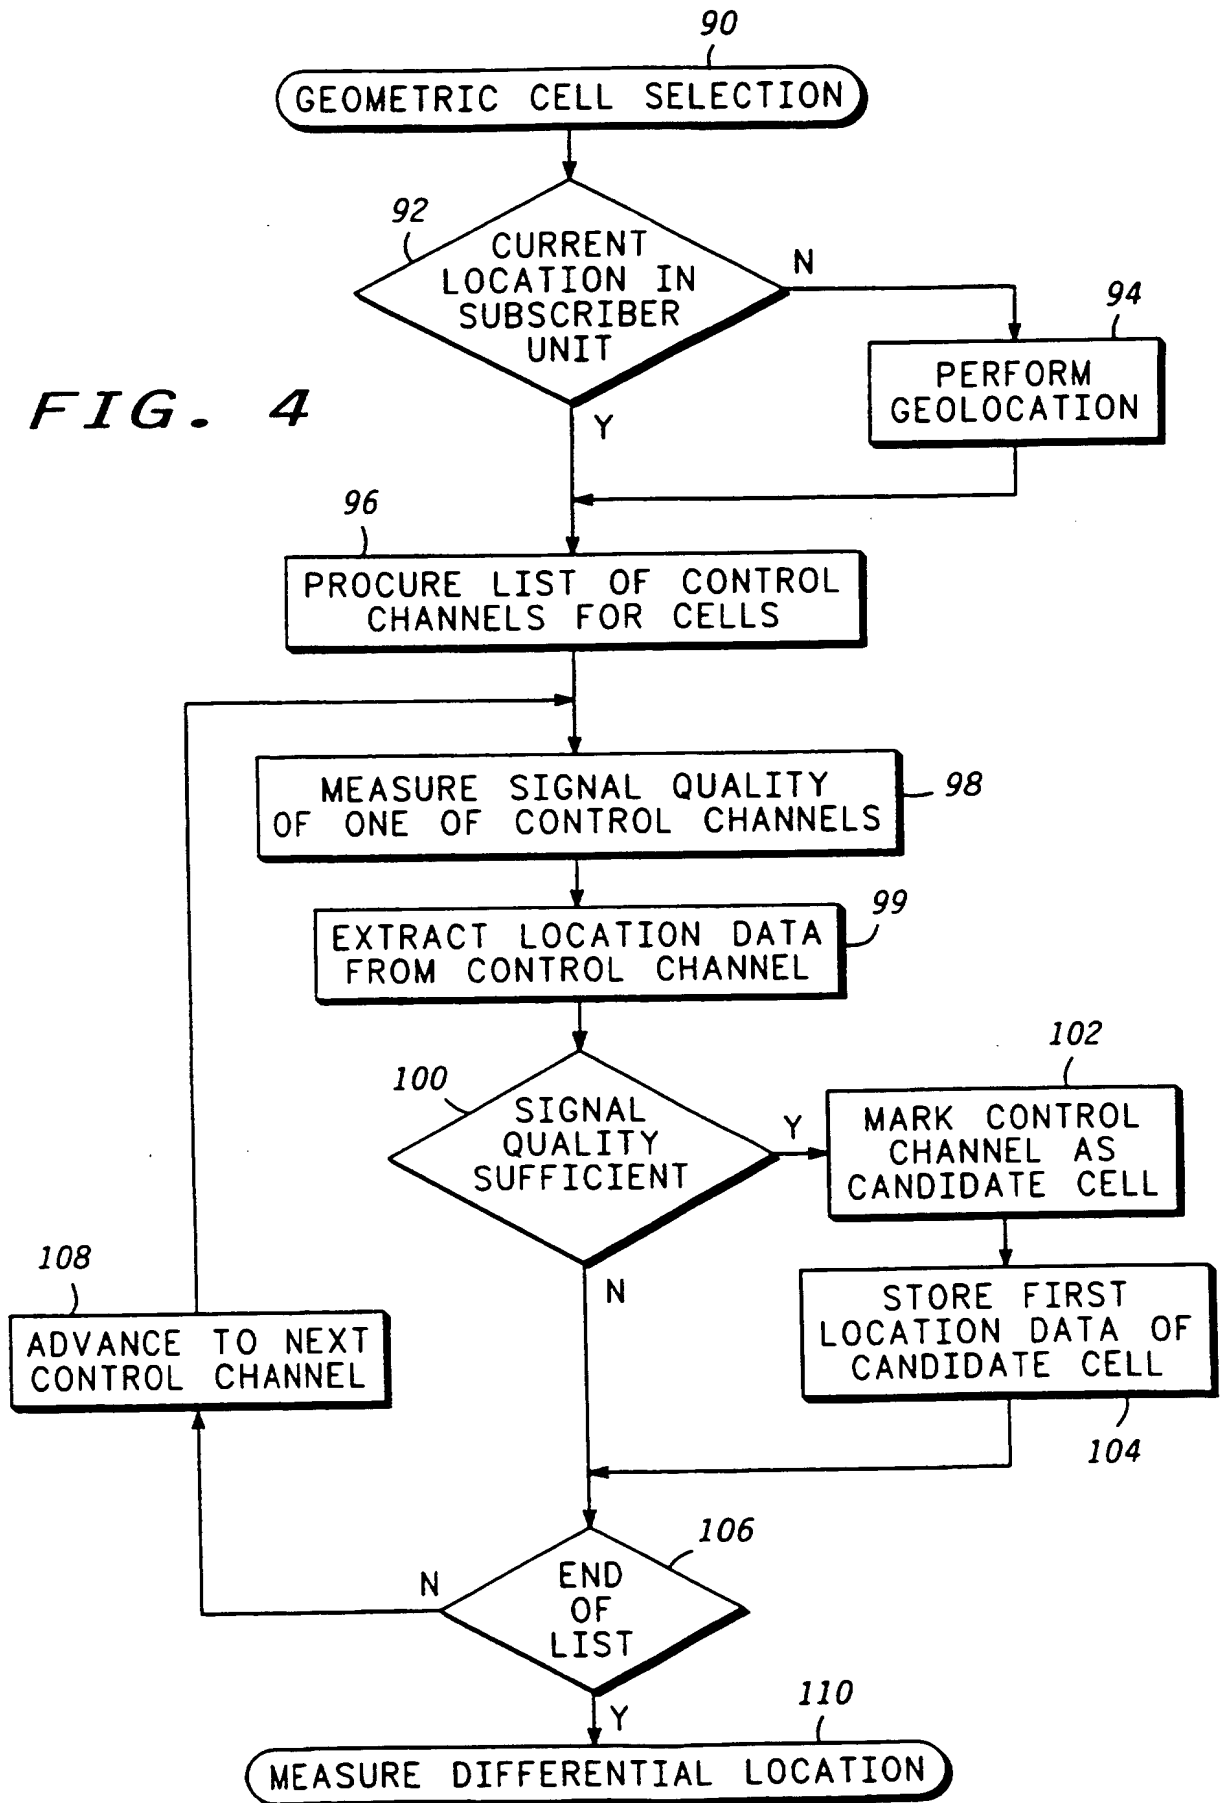 90
GEOMETRIC CELL SELECTION
92
CURRENT
LOCATION IN
SUBSCRIBER
UNIT
N
94
PERFORM
GEOLOCATION
FIG. 4
Y
96
PROCURE LIST OF CONTROL
CHANNELS FOR CELLS
MEASURE SIGNAL QUALITY
OF ONE OF CONTROL CHANNELS
98
99
EXTRACT LOCATION DATA
FROM CONTROL CHANNEL
100
SIGNAL
QUALITY
SUFFICIENT
Y
102
MARK CONTROL
CHANNEL AS
CANDIDATE CELL
N
STORE FIRST
LOCATION DATA OF
CANDIDATE CELL
104
108
ADVANCE TO NEXT
CONTROL CHANNEL
106
END
OF
LIST
N
Y
110
MEASURE DIFFERENTIAL LOCATION